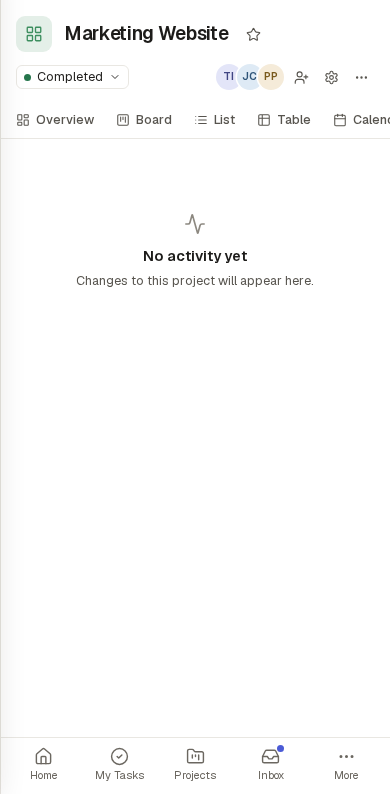 Marketing Website
Completed
TI JC PP
Overview Board List Table Calend
No activity yet
Changes to this project will appear here.
Home My Tasks Projects Inbox More